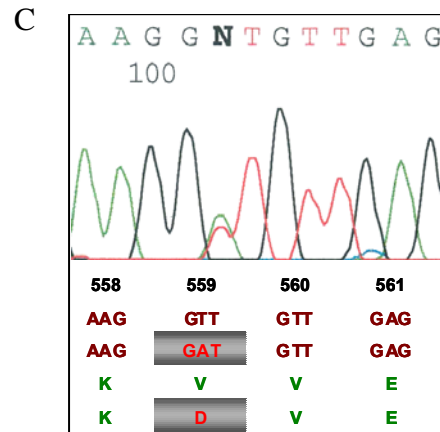 C
A A G G N T G T T G A G
100
558 559 560 561
AAG GTT GTT GAG
AAG GAT GTT GAG
K V V E
K D V E